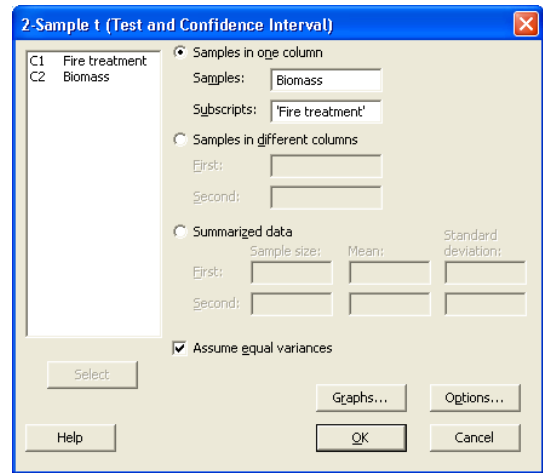 2-Sample t (Test and Confidence Interval)
C1 Fire treatment
C2 Biomass
Samples in one column
Samples: Biomass
Subscripts: 'Fire treatment'
Samples in different columns
First:
Second:
Summarized data
Sample size: Mean: Standard deviation:
First:
Second:
Assume equal variances
Select
Graphs... Options...
Help OK Cancel